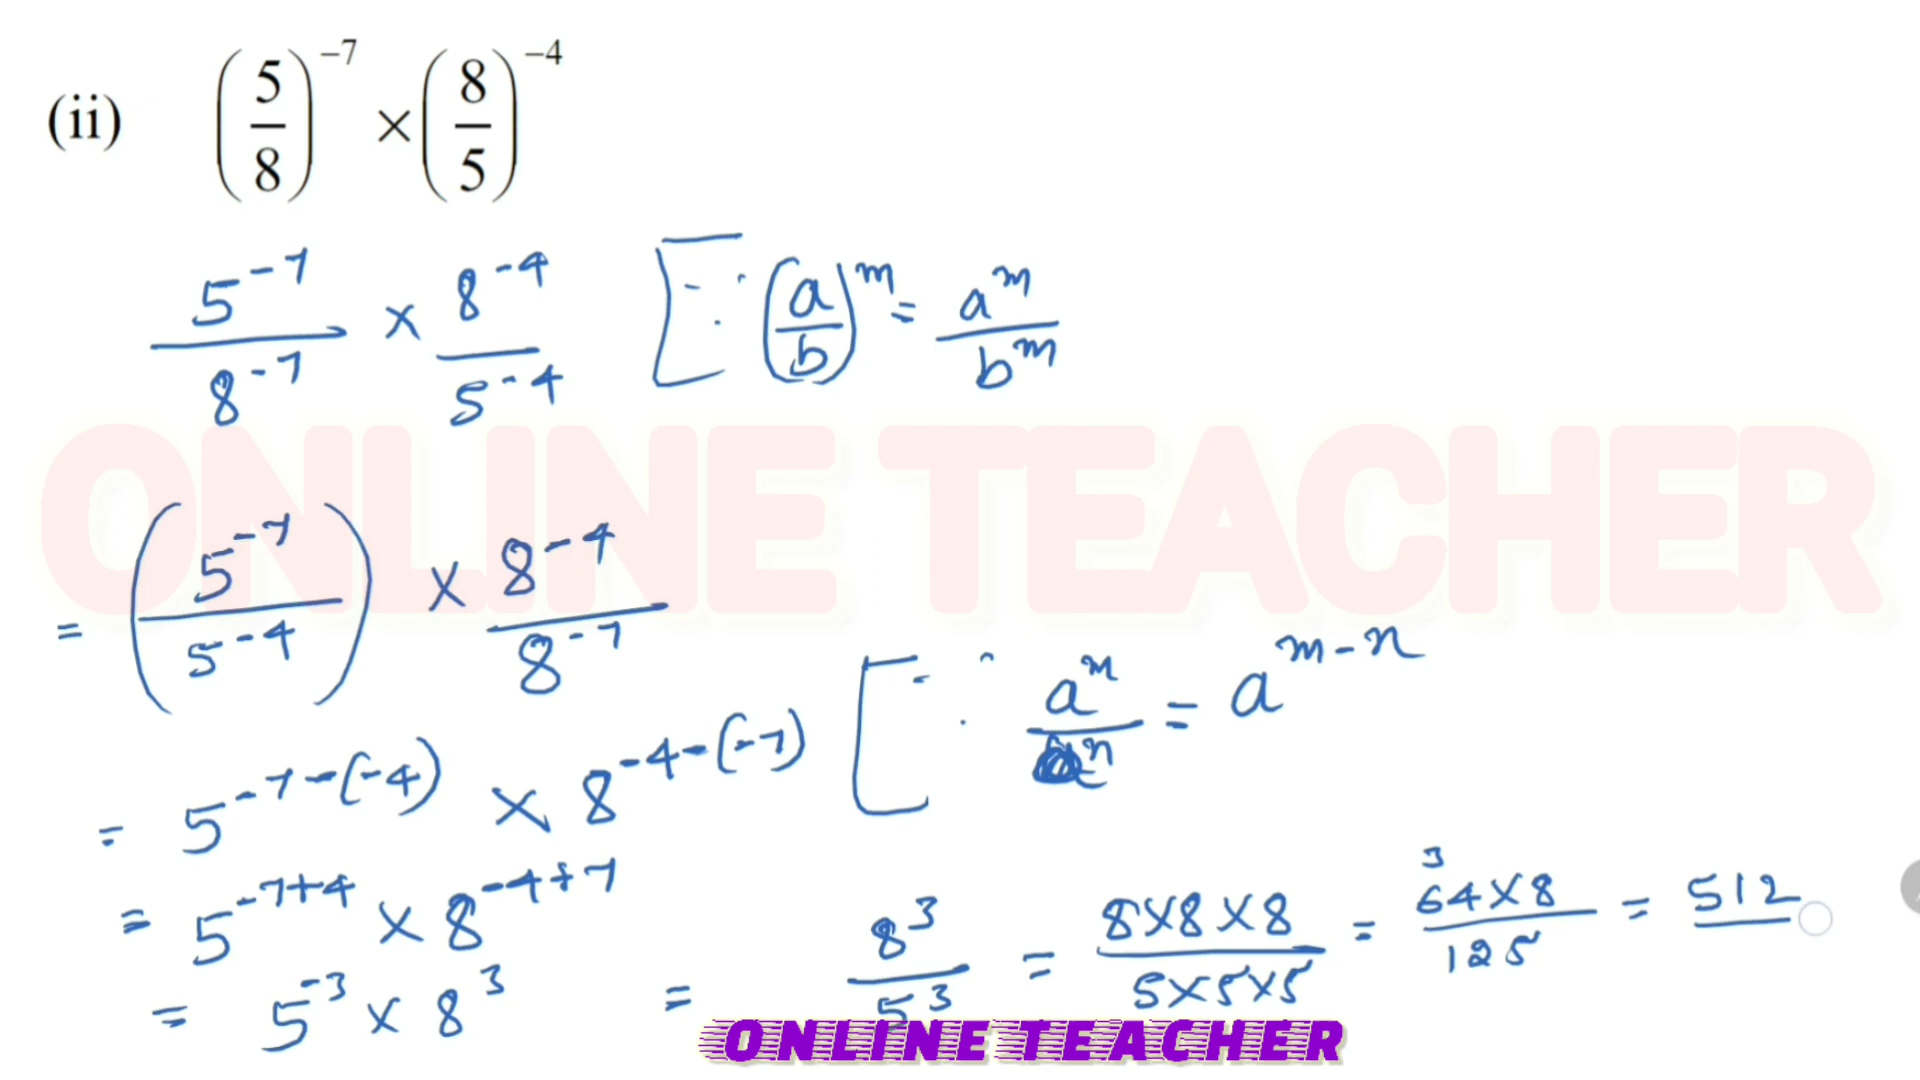 (ii) (5/8)^-7 × (8/5)^-4
5^-7/8^-7 × 8^-4/5^-4 [∵ (a/b)^m = a^m/b^m
ONLINE TEACHER
= (5^-7/5^-4) × 8^-4/8^-7
= 5^-7-(-4) × 8^-4-(-7) [∵ a^m/a^n = a^m-n
= 5^-7+4 × 8^-4+7
= 5^-3 × 8^3 = 8^3/5^3 = 8×8×8/5×5×5 = 3 64×8/125 = 512
ONLINE TEACHER